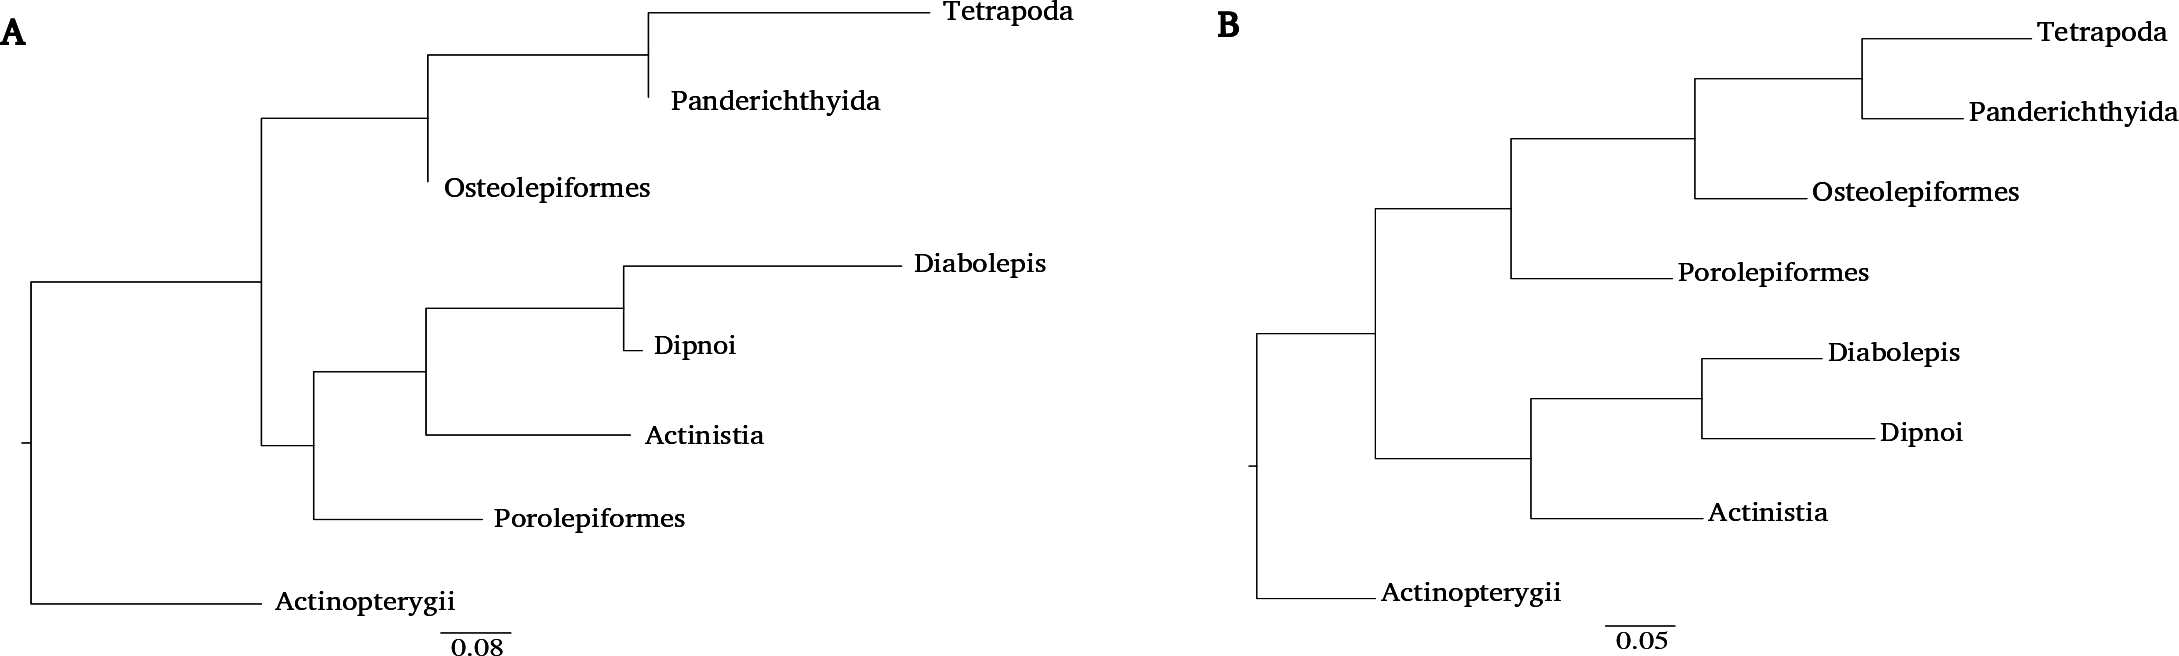 A
Tetrapoda
Panderichthyida
Osteolepiformes
Diabolepis
Dipnoi
Actinistia
Porolepiformes
Actinopterygii
0.08
B
Tetrapoda
Panderichthyida
Osteolepiformes
Porolepiformes
Diabolepis
Dipnoi
Actinistia
Actinopterygii
0.05